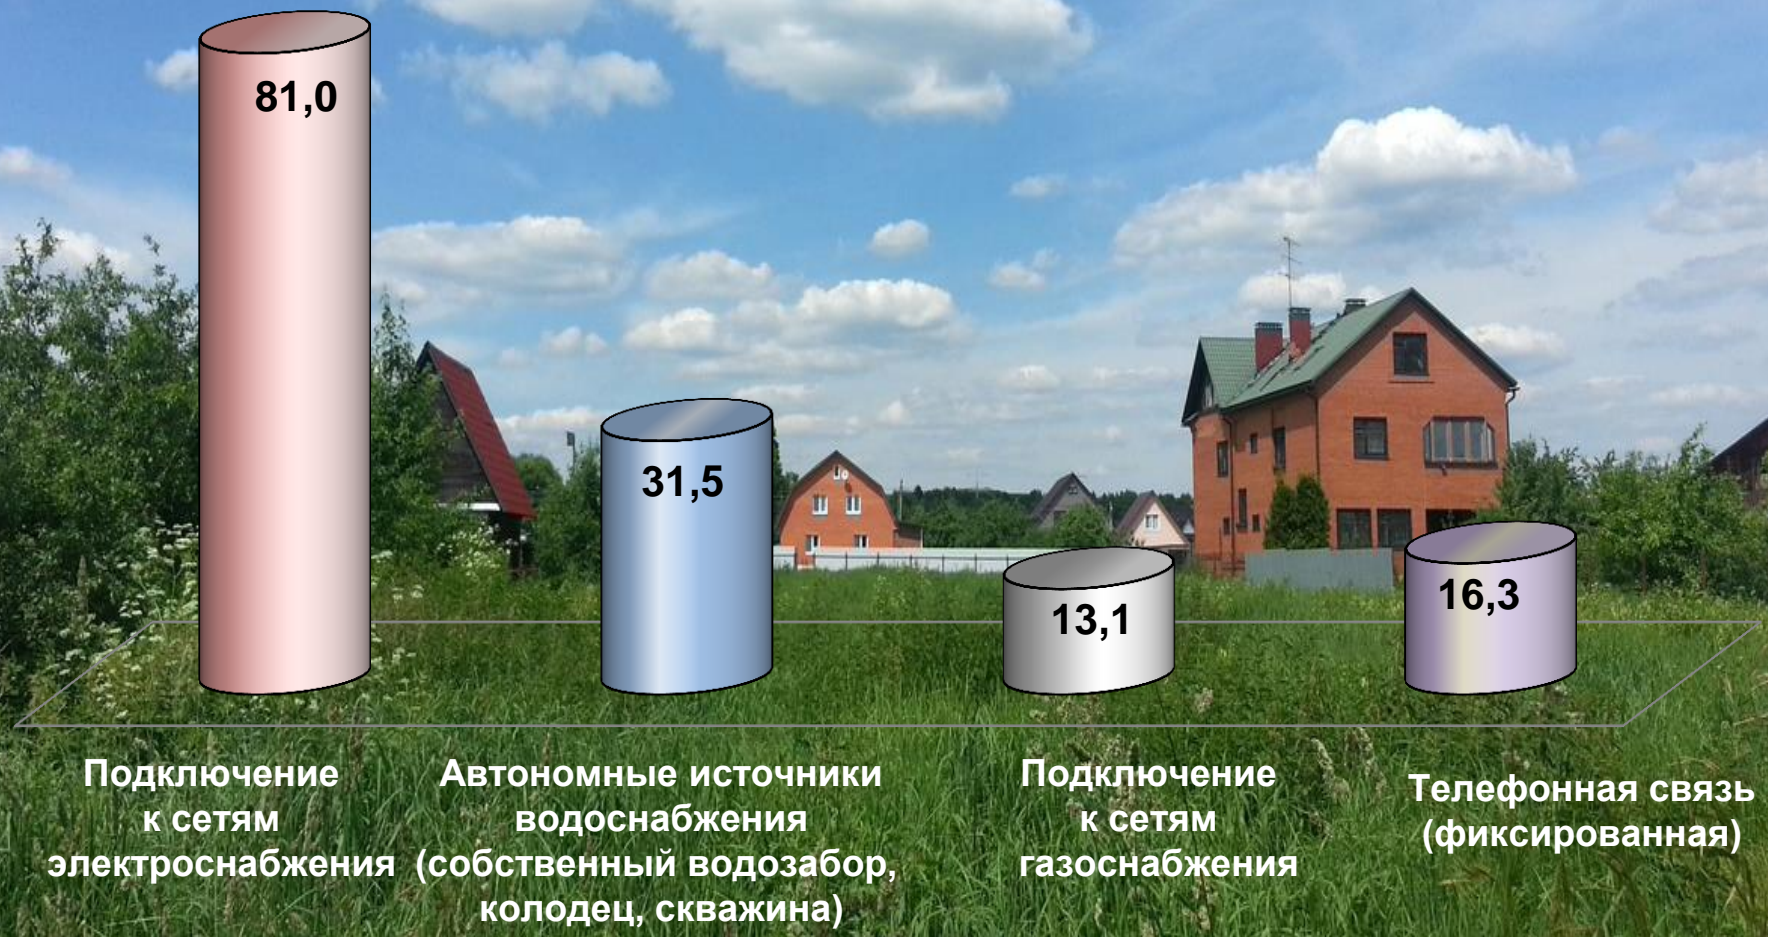 81,0
31,5
13,1
16,3
Подключение
к сетям
электроснабжения
Автономные источники
водоснабжения
(собственный водозабор,
колодец, скважина)
Подключение
к сетям
газоснабжения
Телефонная связь
(фиксированная)